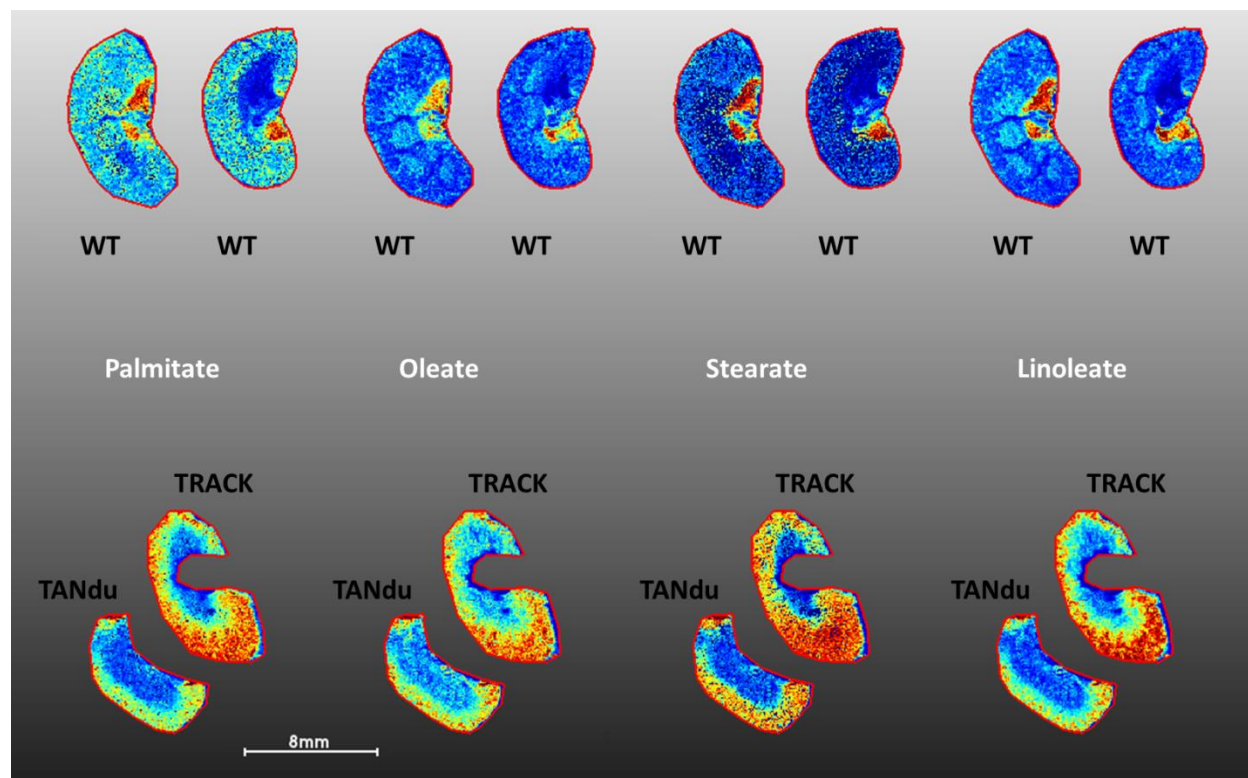 WT WT WT WT WT WT WT WT
Palmitate Oleate Stearate Linoleate
TRACK TRACK TRACK TRACK
TANdu TANdu TANdu TANdu
8mm